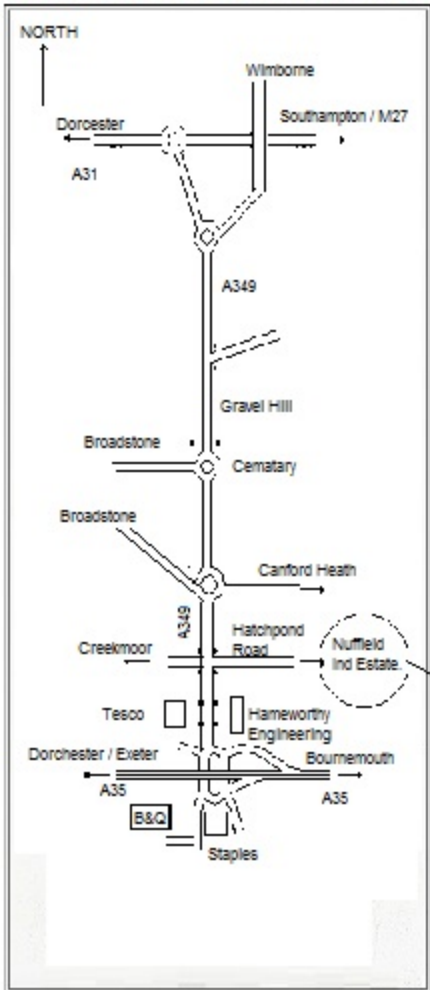 NORTH
Wimborne
Southampton / M27
Dorcester
A31
A349
Gravel Hill
Broadstone
Cematary
Broadstone
Canford Heath
A349
Hatchpond
Road
Creekmoor
Nuffield
Ind Estate.
Tesco
Hameworthy
Engineering
Dorchester / Exeter
Bournemouth
A35
A35
B&Q
Staples